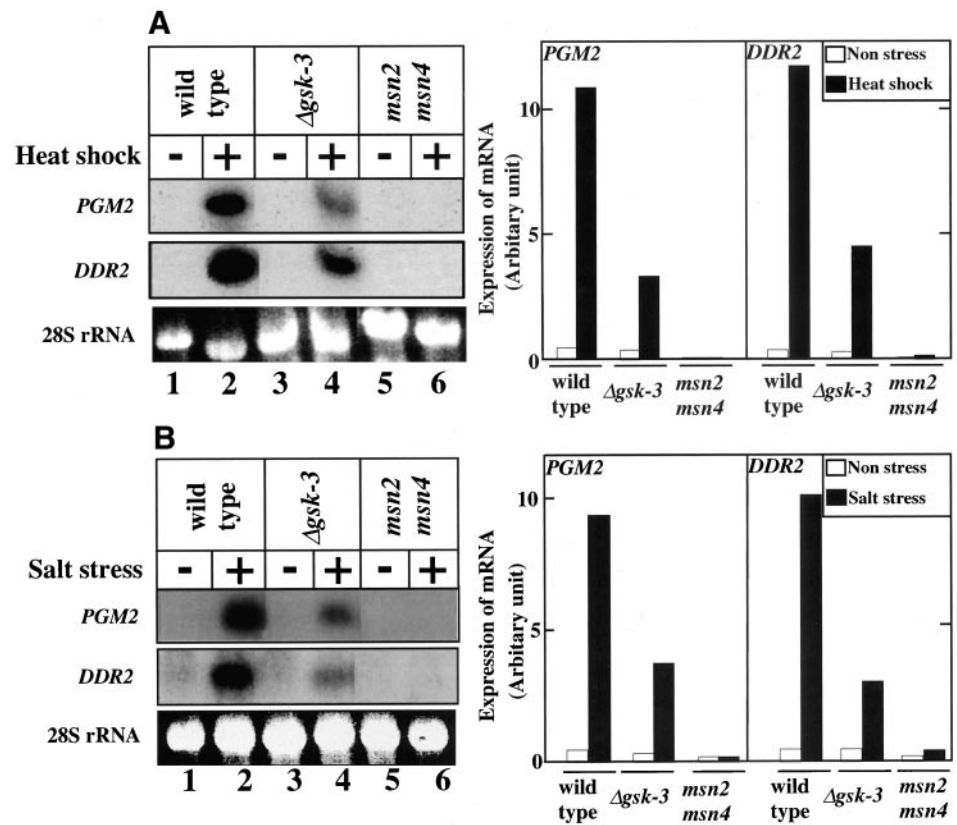 A
wild type
Δgsk-3
msn2 msn4
Heat shock
- + - + - +
PGM2
DDR2
28S rRNA
1 2 3 4 5 6
Expression of mRNA
(Arbitary unit)
10
5
0
PGM2
DDR2
Non stress
Heat shock
wild type
Δgsk-3
msn2 msn4
wild type
Δgsk-3
msn2 msn4
B
wild type
Δgsk-3
msn2 msn4
Salt stress
- + - + - +
PGM2
DDR2
28S rRNA
1 2 3 4 5 6
Expression of mRNA
(Arbitary unit)
10
5
0
PGM2
DDR2
Non stress
Salt stress
wild type
Δgsk-3
msn2 msn4
wild type
Δgsk-3
msn2 msn4